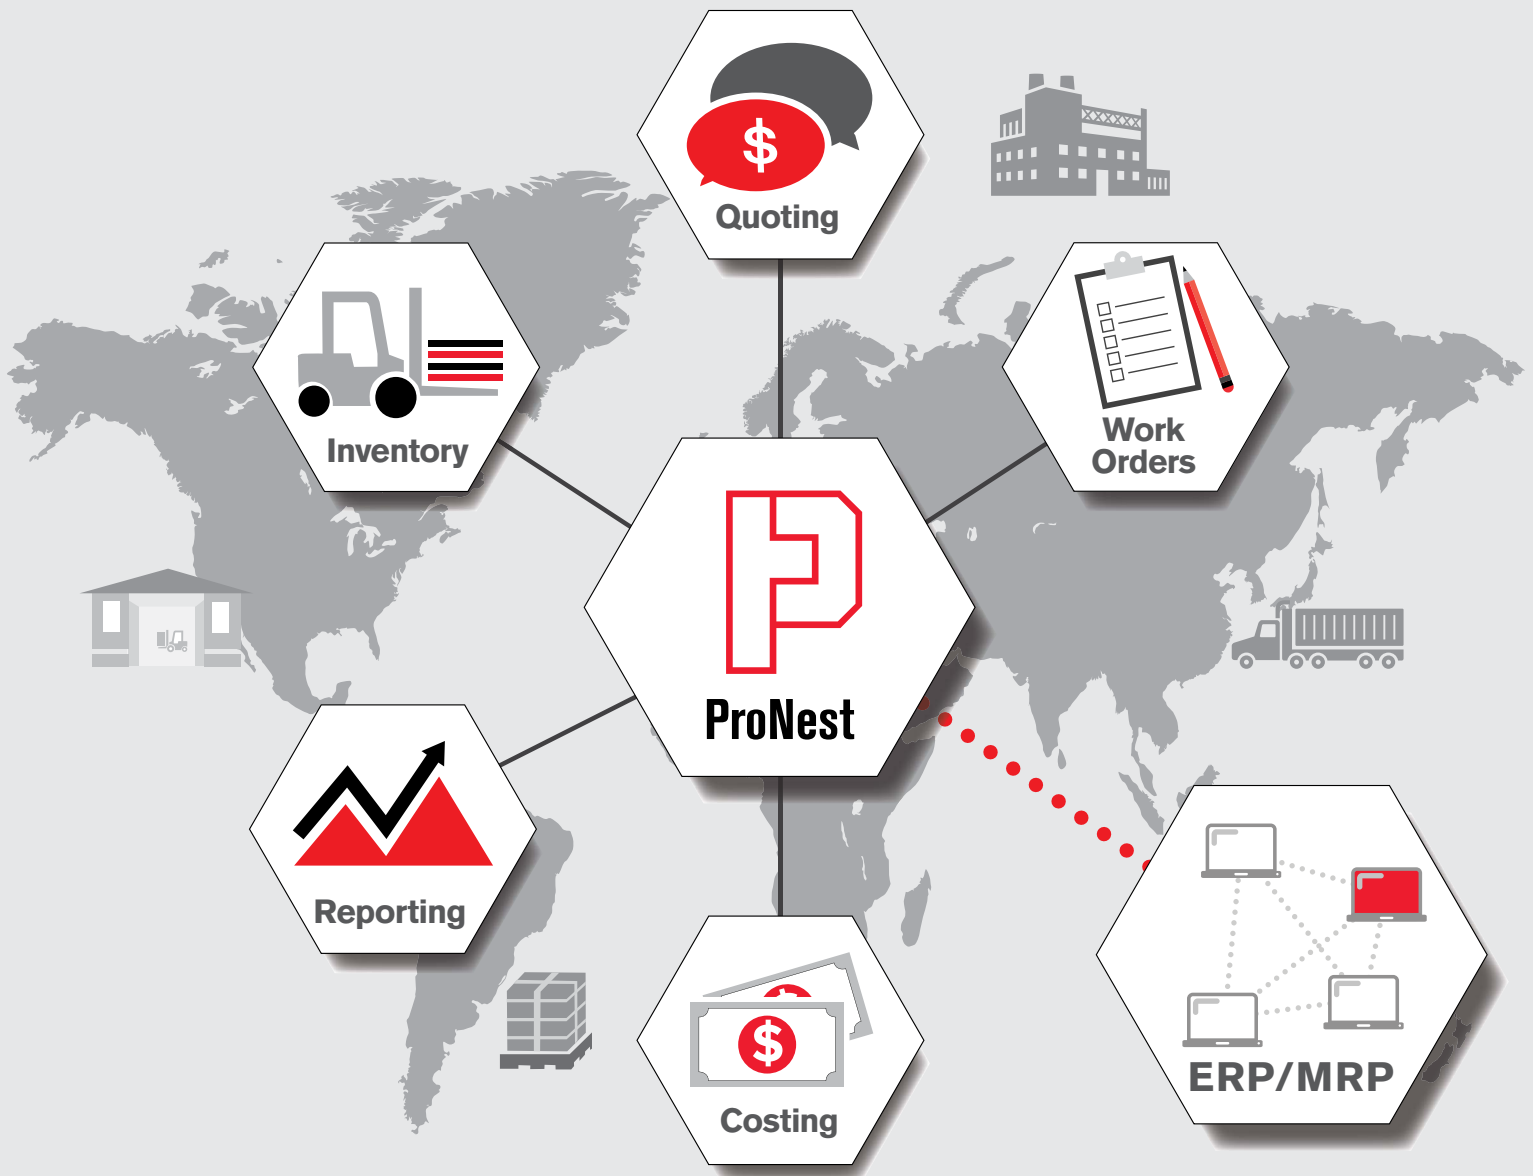 $
Quoting
Inventory
Work
Orders
ProNest
Reporting
$
Costing
ERP/MRP